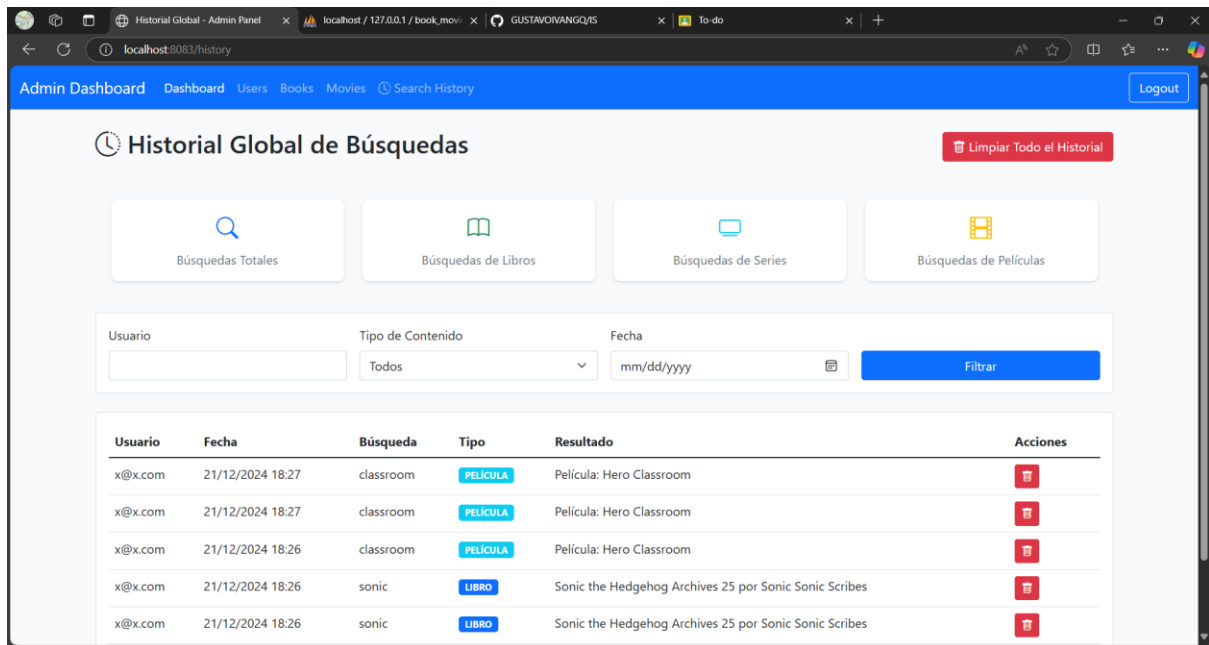 Historial Global - Admin Panel
localhost / 127.0.0.1 / book_movi
GUSTAVOIVANGQ/IS
To-do
localhost:8083/history
Admin Dashboard Dashboard Users Books Movies Search History Logout
Historial Global de Búsquedas
Limpiar Todo el Historial
Búsquedas Totales Búsquedas de Libros Búsquedas de Series Búsquedas de Películas
Usuario Tipo de Contenido Fecha
Todos mm/dd/yyyy Filtrar
Usuario Fecha Búsqueda Tipo Resultado Acciones
x@x.com 21/12/2024 18:27 classroom PELÍCULA Película: Hero Classroom
x@x.com 21/12/2024 18:27 classroom PELÍCULA Película: Hero Classroom
x@x.com 21/12/2024 18:26 classroom PELÍCULA Película: Hero Classroom
x@x.com 21/12/2024 18:26 sonic LIBRO Sonic the Hedgehog Archives 25 por Sonic Sonic Scribes
x@x.com 21/12/2024 18:26 sonic LIBRO Sonic the Hedgehog Archives 25 por Sonic Sonic Scribes